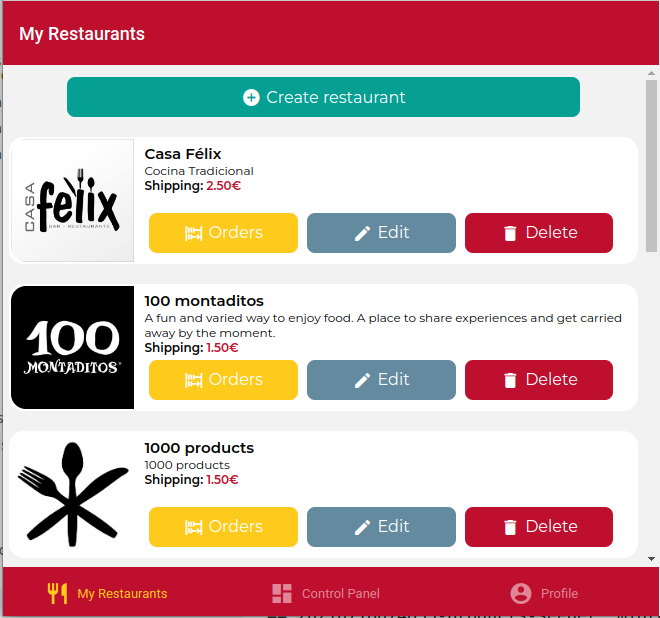 My Restaurants
Create restaurant
CASA
félix
BAR - RESTAURANTE
Casa Félix
Cocina Tradicional
Shipping: 2.50€
Orders
Edit
Delete
100
MONTADITOS
100 montaditos
A fun and varied way to enjoy food. A place to share experiences and get carried
away by the moment.
Shipping: 1.50€
Orders
Edit
Delete
1000 products
1000 products
Shipping: 1.50€
Orders
Edit
Delete
My Restaurants
Control Panel
Profile